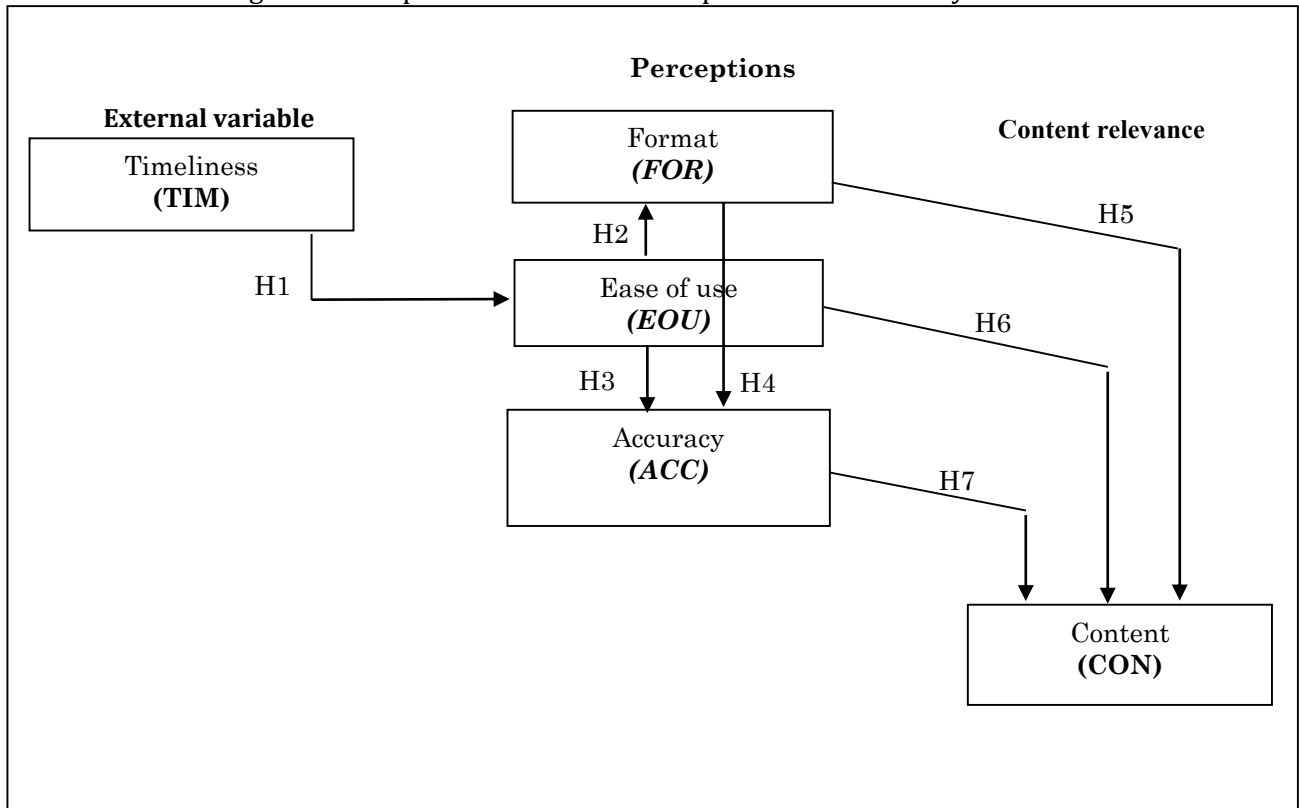 Perceptions
External variable
Content relevance
Timeliness
(TIM)
Format
(FOR)
H5
H2
H1
Ease of use
(EOU)
H6
H3
H4
Accuracy
(ACC)
H7
Content
(CON)